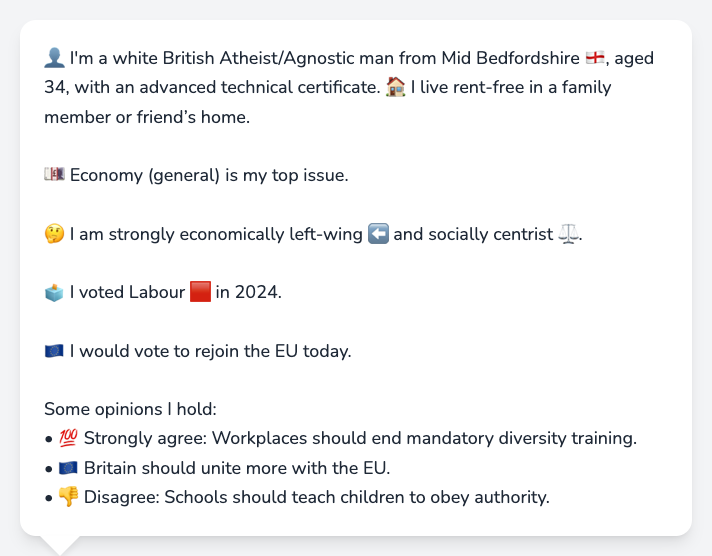 👤 I'm a white British Atheist/Agnostic man from Mid Bedfordshire 🏴󠁧󠁢󠁥󠁮󠁧󠁿, aged
34, with an advanced technical certificate. 🏠 I live rent-free in a family
member or friend’s home.
💷 Economy (general) is my top issue.
🤔 I am strongly economically left-wing ⬅️ and socially centrist ⚖️.
🗳️ I voted Labour 🟥 in 2024.
🇪🇺 I would vote to rejoin the EU today.
Some opinions I hold:
• 💯 Strongly agree: Workplaces should end mandatory diversity training.
• 🇪🇺 Britain should unite more with the EU.
• 👎 Disagree: Schools should teach children to obey authority.